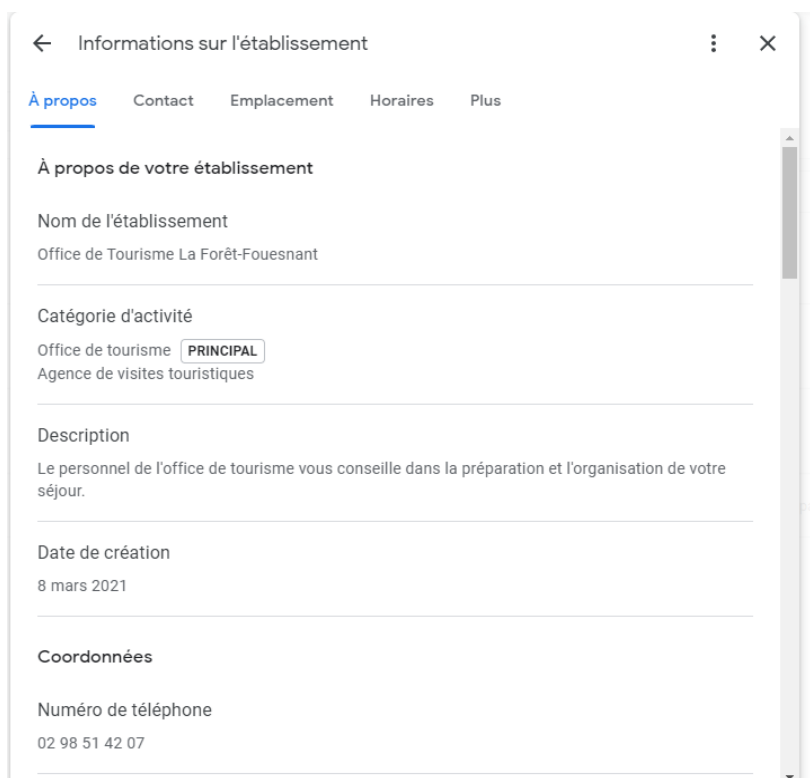 Informations sur l'établissement
À propos Contact Emplacement Horaires Plus
À propos de votre établissement
Nom de l'établissement
Office de Tourisme La Forêt-Fouesnant
Catégorie d'activité
Office de tourisme PRINCIPAL
Agence de visites touristiques
Description
Le personnel de l'office de tourisme vous conseille dans la préparation et l'organisation de votre
séjour.
Date de création
8 mars 2021
Coordonnées
Numéro de téléphone
02 98 51 42 07